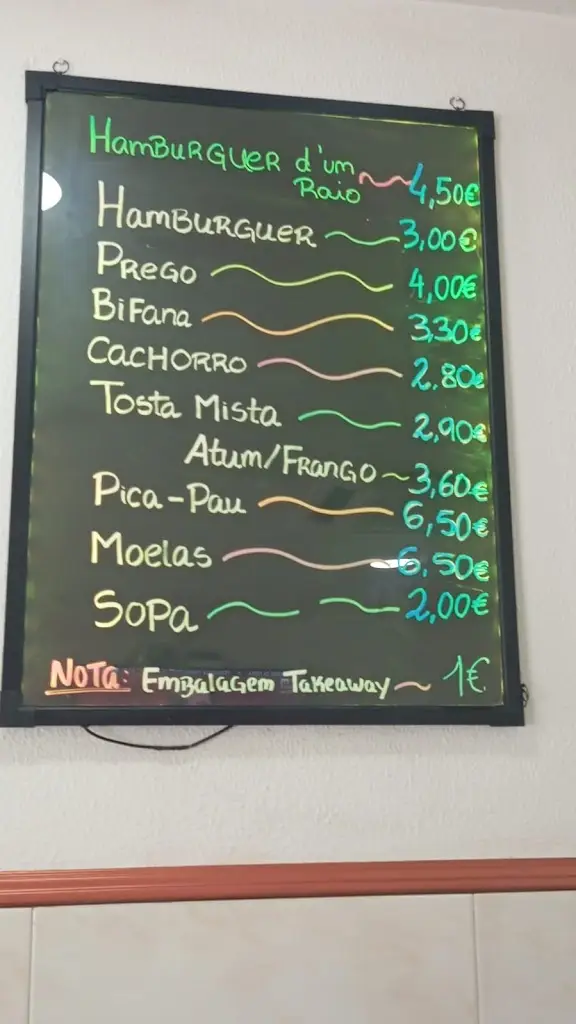 Hamburguer d'um Raio 4,50€
Hamburguer 3,00€
Prego 4,00€
Bifana 3,30€
Cachorro 2,80€
Tosta Mista 2,90€
Atum/Frango 3,60€
Pica-Pau 6,50€
Moelas 6,50€
Sopa 2,00€
Nota: Embalagem Takeaway 1€